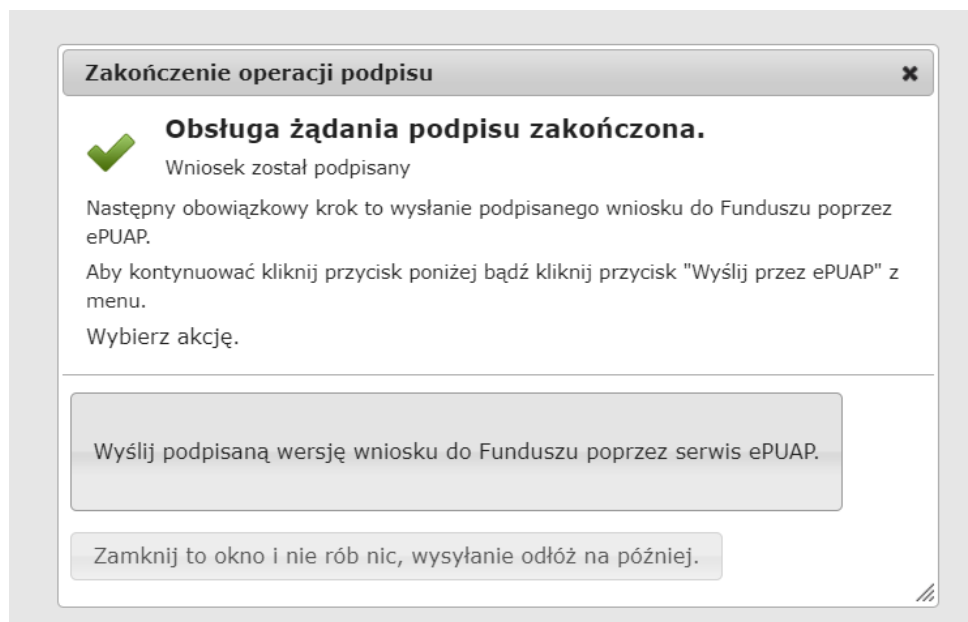 Zakończenie operacji podpisu
Obsługa żądania podpisu zakończona.
Wniosek został podpisany
Następny obowiązkowy krok to wysłanie podpisanego wniosku do Funduszu poprzez
ePUAP.
Aby kontynuować kliknij przycisk poniżej bądź kliknij przycisk "Wyślij przez ePUAP" z
menu.
Wybierz akcję.
Wyślij podpisaną wersję wniosku do Funduszu poprzez serwis ePUAP.
Zamknij to okno i nie rób nic, wysyłanie odłóż na później.